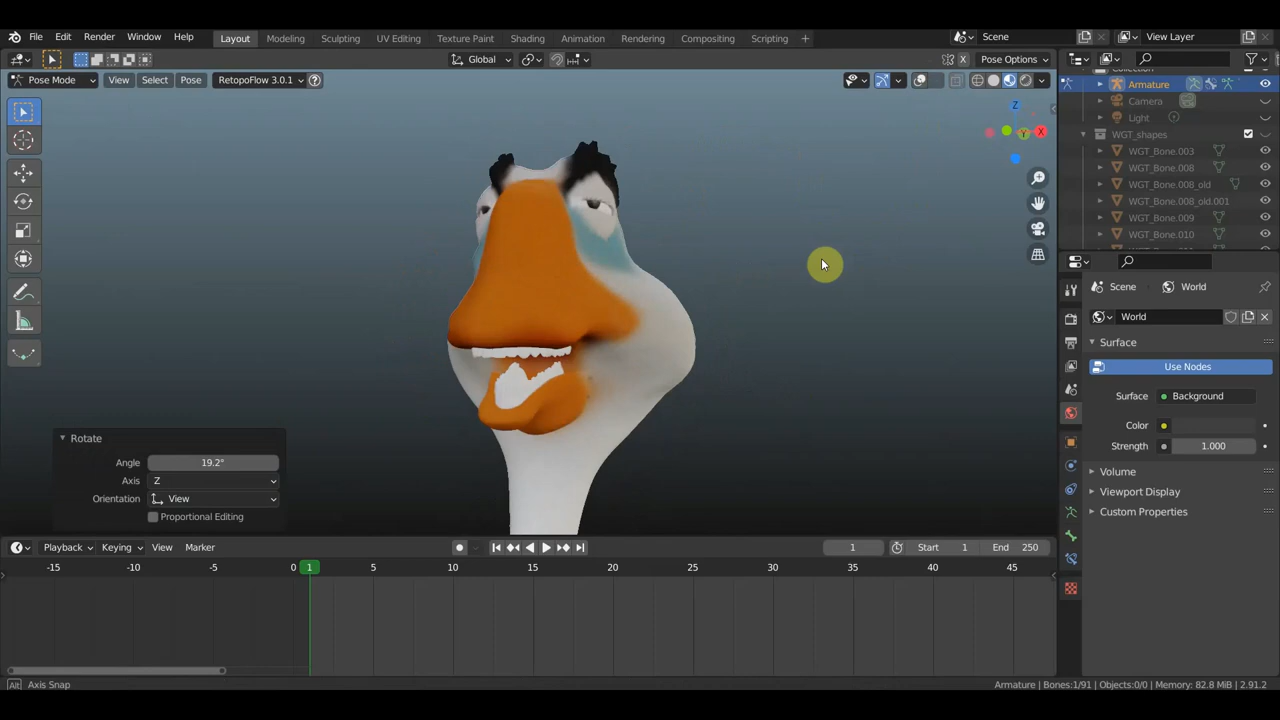 File Edit Render Window Help Layout Modeling Sculpting UV Editing Texture Paint Shading Animation Rendering Compositing Scripting + Scene View Layer
Global Pose Options
Pose Mode View Select Pose RetopoFlow 3.0.1
Collection
Armature
Camera
Light
WGT_shapes
WGT_Bone.003
WGT_Bone.008
WGT_Bone.008_old
WGT_Bone.008_old.001
WGT_Bone.009
WGT_Bone.010
Z
Y X
Scene World
World
Surface
Use Nodes
Surface Background
Color
Strength 1.000
Volume
Viewport Display
Custom Properties
Rotate
Angle 19.2°
Axis Z
Orientation View
Proportional Editing
Playback Keying View Marker 1 Start 1 End 250
-15 -10 -5 0 1 5 10 15 20 25 30 35 40 45
Alt Axis Snap Armature | Bones:1/91 | Objects:0/0 | Memory: 82.8 MiB | 2.91.2